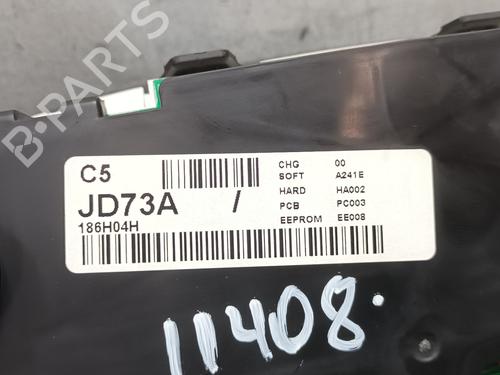 B-PARTS
C5
JD73A /
186H04H
CHG 00
SOFT A241E
HARD HA002
PCB PC003
EEPROM EE008
11408.